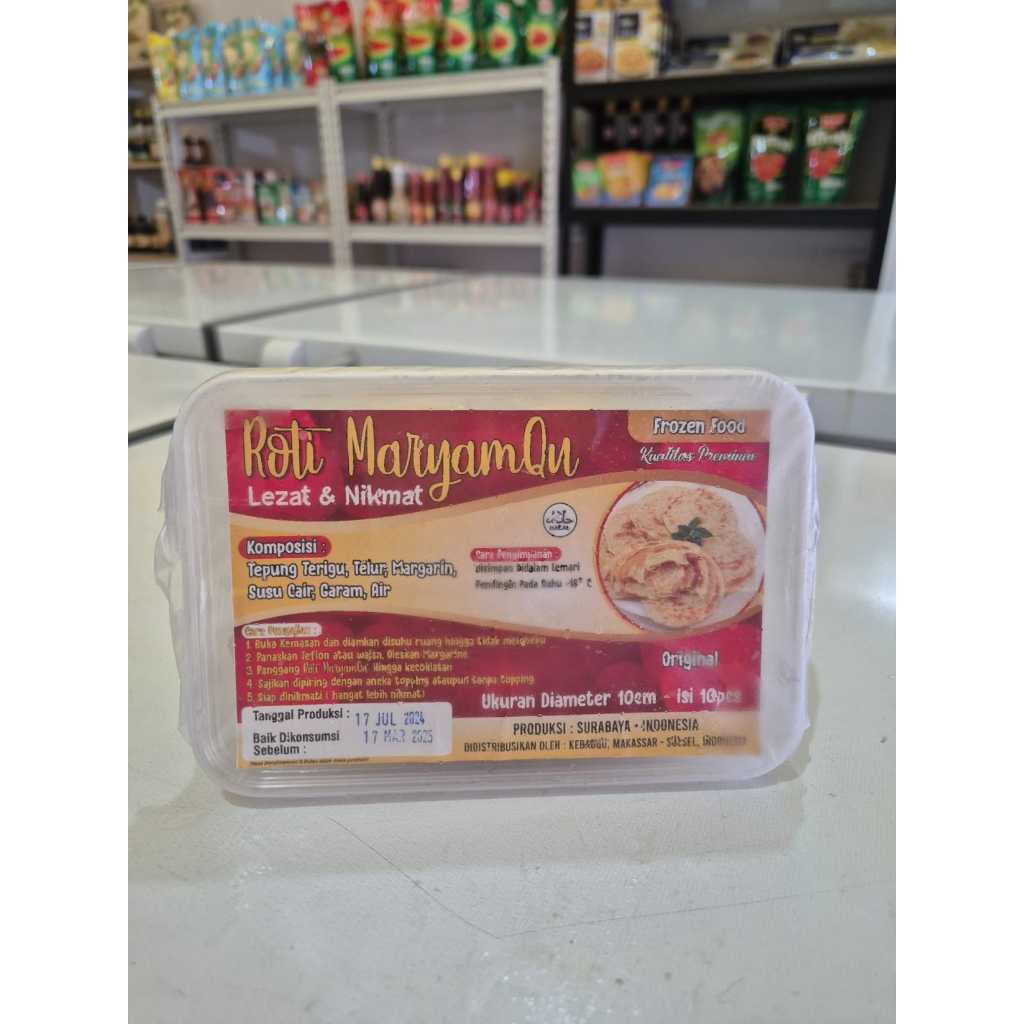 Roti MaryamQu
Lezat & Nikmat
Frozen Food
Kualitas Premium
Komposisi :
Tepung Terigu, Telur, Margarin,
Susu Cair, Garam, Air
Cara Penyimpanan :
Disimpan Didalam Lemari
Pendingin Pada Suhu -18° C
Cara Penyajian :
1. Buka Kemasan dan diamkan disuhu ruang hingga tidak mengbeku
2. Panaskan Teflon atau wajan, Oleskan Margarine
3. Panggang Roti MaryamQu Hingga kecoklatan
4. Sajikan dipiring dengan aneka topping ataupun tanpa topping
5. Siap dinikmati ( hangat lebih nikmat)
Original
Ukuran Diameter 10cm - Isi 10pcs
Tanggal Produksi : 17 JUL 2024
Baik Dikonsumsi 17 MAR 2025
Sebelum :
PRODUKSI : SURABAYA - INDONESIA
DIDISTRIBUSIKAN OLEH : MAKASSAR - SULSEL, INDONESIA